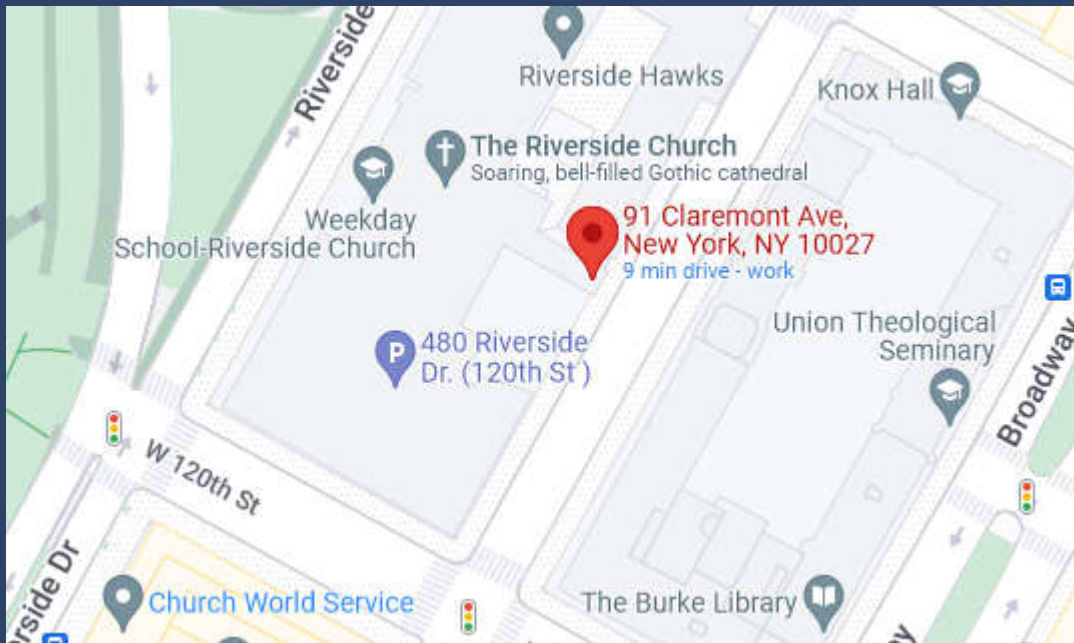 Riverside
Riverside Hawks
Knox Hall
The Riverside Church
Soaring, bell-filled Gothic cathedral
Weekday
School-Riverside Church
91 Claremont Ave,
New York, NY 10027
9 min drive - work
480 Riverside
Dr. (120th St )
P
Union Theological
Seminary
Broadway
W 120th St
erside Dr
Church World Service
The Burke Library